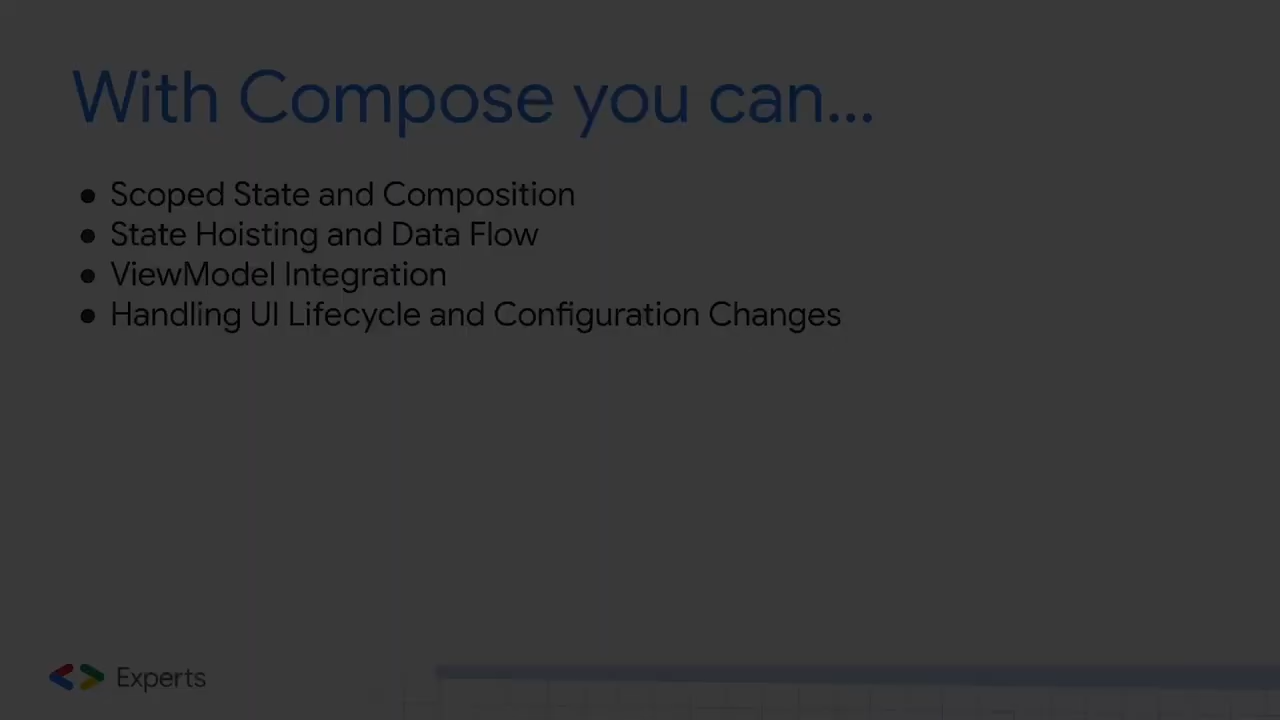 With Compose you can...
● Scoped State and Composition
● State Hoisting and Data Flow
● ViewModel Integration
● Handling UI Lifecycle and Configuration Changes
Experts